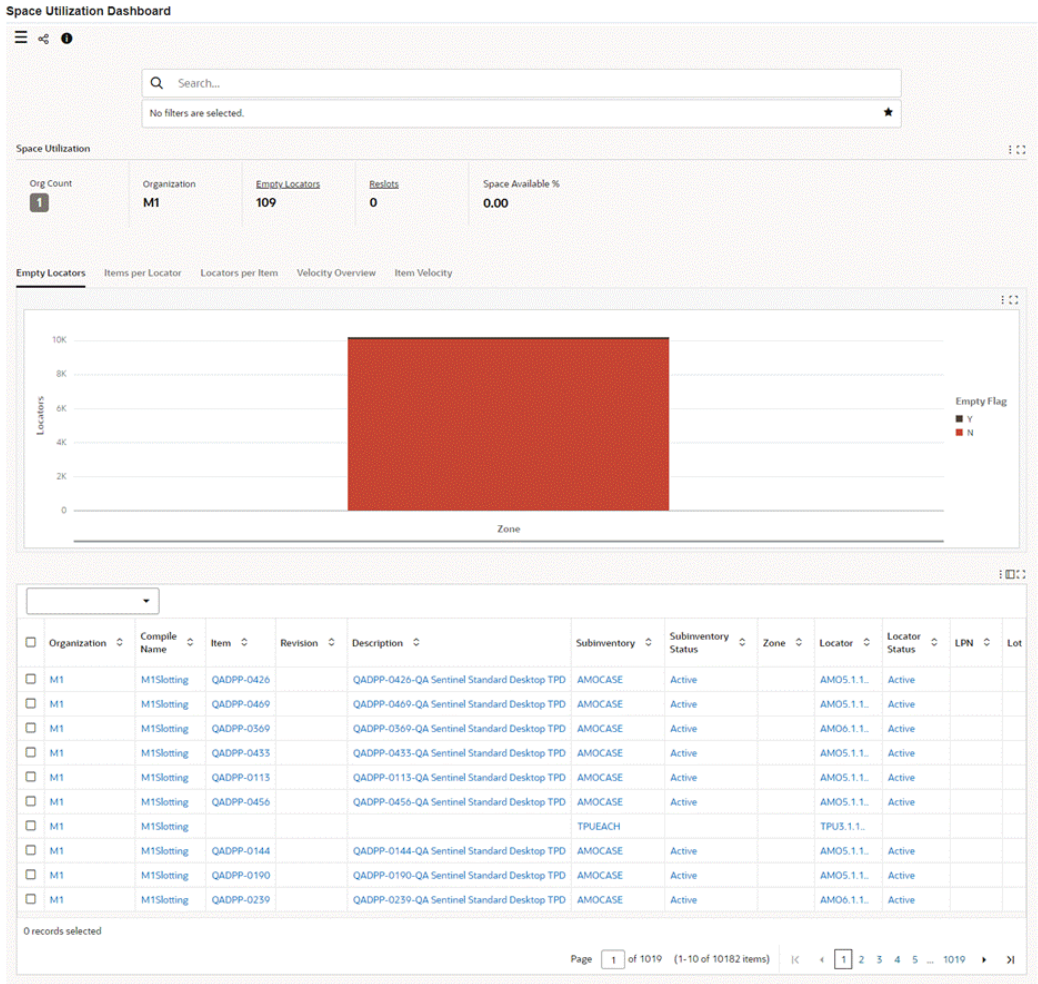 Space Utilization Dashboard
Search...
No filters are selected.
Space Utilization
Org Count Organization Empty Locators Reslots Space Available %
1 M1 109 0 0.00
Empty Locators Items per Locator Locators per Item Velocity Overview Item Velocity
10K
8K
6K
4K
2K
0
Locators
Zone
Empty Flag
Y
N
Organization Compile Name Item Revision Description Subinventory Subinventory Status Zone Locator Locator Status LPN Lot
M1 M1Slotting QADPP-0426 QADPP-0426-QA Sentinel Standard Desktop TPD AMOCASE Active AMO5.1.1... Active
M1 M1Slotting QADPP-0469 QADPP-0469-QA Sentinel Standard Desktop TPD AMOCASE Active AMO5.1.1... Active
M1 M1Slotting QADPP-0369 QADPP-0369-QA Sentinel Standard Desktop TPD AMOCASE Active AMO6.1.1... Active
M1 M1Slotting QADPP-0433 QADPP-0433-QA Sentinel Standard Desktop TPD AMOCASE Active AMO5.1.1... Active
M1 M1Slotting QADPP-0113 QADPP-0113-QA Sentinel Standard Desktop TPD AMOCASE Active AMO5.1.1... Active
M1 M1Slotting QADPP-0456 QADPP-0456-QA Sentinel Standard Desktop TPD AMOCASE Active AMO5.1.1... Active
M1 M1Slotting TPUEACH TPU3.1.1...
M1 M1Slotting QADPP-0144 QADPP-0144-QA Sentinel Standard Desktop TPD AMOCASE Active AMO5.1.1... Active
M1 M1Slotting QADPP-0190 QADPP-0190-QA Sentinel Standard Desktop TPD AMOCASE Active AMO5.1.1... Active
M1 M1Slotting QADPP-0239 QADPP-0239-QA Sentinel Standard Desktop TPD AMOCASE Active AMO6.1.1... Active
0 records selected
Page 1 of 1019 (1-10 of 10182 items) 1 2 3 4 5 ... 1019